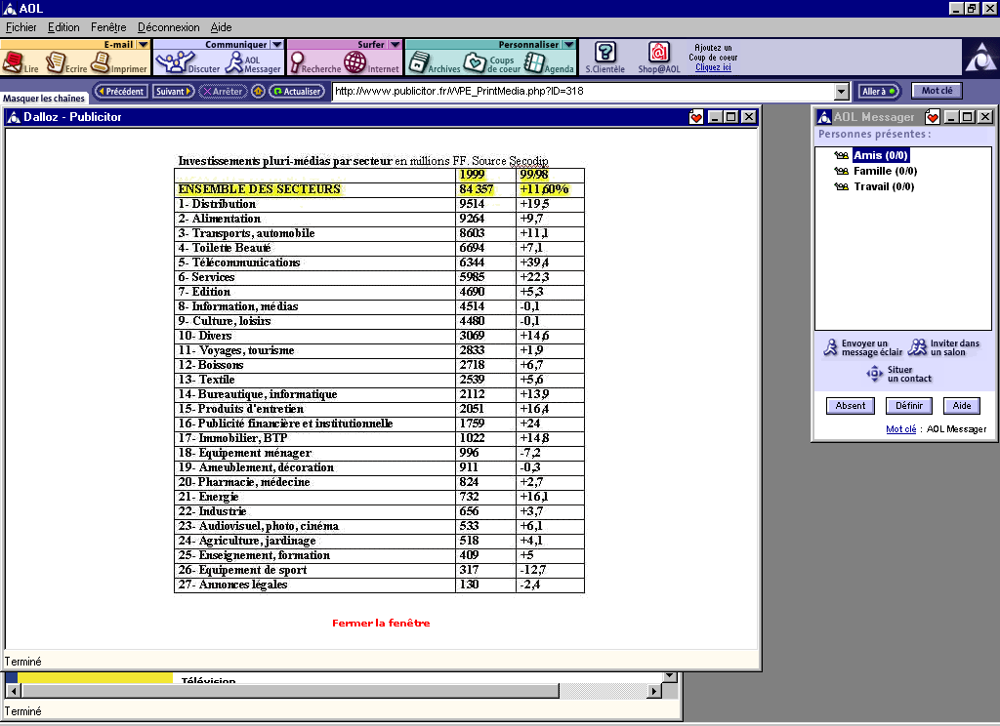 AOL
Fichier Edition Fenêtre Déconnexion Aide
E-mail Communiquer Surfer Personnaliser
Lire Ecrire Imprimer Discuter AOL Messager Recherche Internet Archives Coups de coeur Agenda S.Clientèle Shop@AOL Ajoutez un Coup de coeur Cliquez ici
Masquer les chaînes Précédent Suivant Arrêter Actualiser http://www.publicitor.fr/WPE_PrintMedia.php?ID=318 Aller à Mot clé
Dalloz - Publicitor
Investissements pluri-médias par secteur en millions FF. Source Secodip
1999 99/98
ENSEMBLE DES SECTEURS 84 357 +11,60%
1- Distribution 9514 +19,5
2- Alimentation 9264 +9,7
3- Transports, automobile 8603 +11,1
4- Toilette Beauté 6694 +7,1
5- Télécommunications 6344 +39,4
6- Services 5985 +22,3
7- Edition 4690 +5,3
8- Information, médias 4514 -0,1
9- Culture, loisirs 4480 -0,1
10- Divers 3069 +14,6
11- Voyages, tourisme 2833 +1,9
12- Boissons 2718 +6,7
13- Textile 2539 +5,6
14- Bureautique, informatique 2112 +13,9
15- Produits d'entretien 2051 +16,4
16- Publicité financière et institutionnelle 1759 +24
17- Immobilier, BTP 1022 +14,8
18- Equipement ménager 996 -7,2
19- Ameublement, décoration 911 -0,3
20- Pharmacie, médecine 824 +2,7
21- Energie 732 +16,1
22- Industrie 656 +3,7
23- Audiovisuel, photo, cinéma 533 +6,1
24- Agriculture, jardinage 518 +4,1
25- Enseignement, formation 409 +5
26- Equipement de sport 317 -12,7
27- Annonces légales 130 -2,4
Fermer la fenêtre
Terminé
Télévision
Terminé
AOL Messager
Personnes présentes :
Amis (0/0)
Famille (0/0)
Travail (0/0)
Envoyer un message éclair Inviter dans un salon
Situer un contact
Absent Définir Aide
Mot clé : AOL Messager